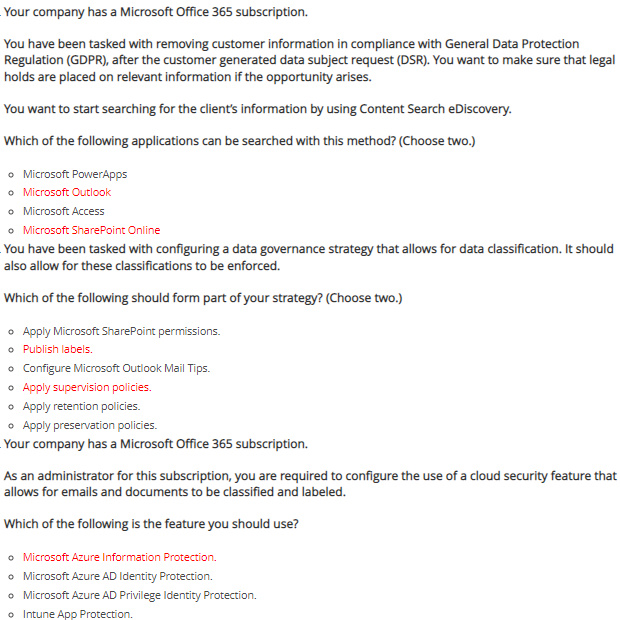 Your company has a Microsoft Office 365 subscription.
You have been tasked with removing customer information in compliance with General Data Protection
Regulation (GDPR), after the customer generated data subject request (DSR). You want to make sure that legal
holds are placed on relevant information if the opportunity arises.
You want to start searching for the client's information by using Content Search eDiscovery.
Which of the following applications can be searched with this method? (Choose two.)
Microsoft PowerApps
Microsoft Outlook
Microsoft Access
Microsoft SharePoint Online
You have been tasked with configuring a data governance strategy that allows for data classification. It should
also allow for these classifications to be enforced.
Which of the following should form part of your strategy? (Choose two.)
Apply Microsoft SharePoint permissions.
Publish labels.
Configure Microsoft Outlook Mail Tips.
Apply supervision policies.
Apply retention policies.
Apply preservation policies.
Your company has a Microsoft Office 365 subscription.
As an administrator for this subscription, you are required to configure the use of a cloud security feature that
allows for emails and documents to be classified and labeled.
Which of the following is the feature you should use?
Microsoft Azure Information Protection.
Microsoft Azure AD Identity Protection.
Microsoft Azure AD Privilege Identity Protection.
Intune App Protection.